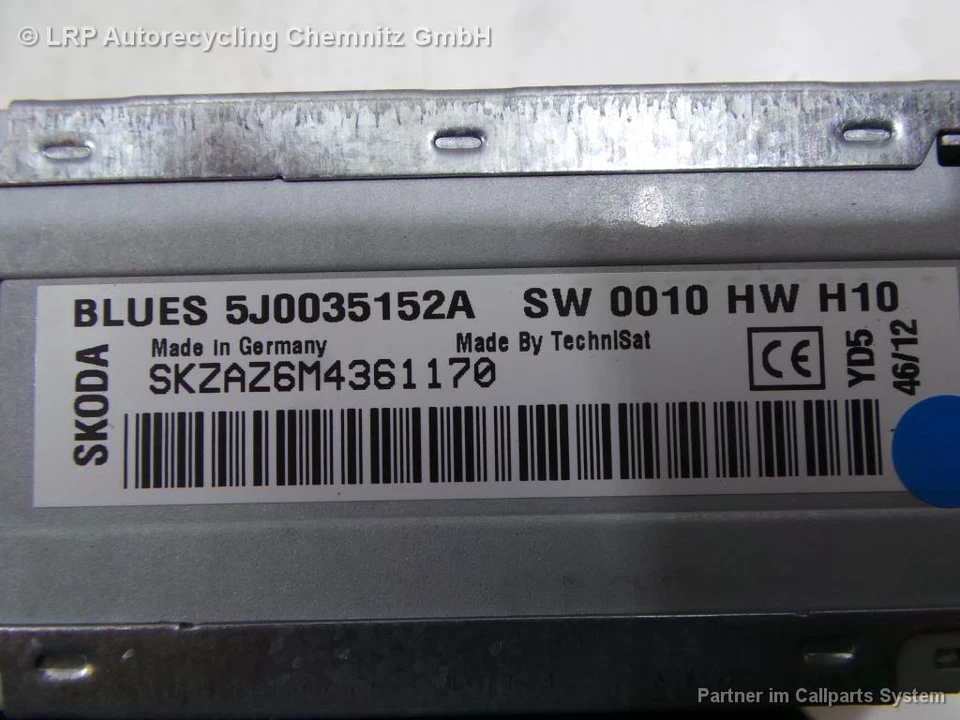 © LRP Autorecycling Chemnitz GmbH
BLUES 5J0035152A SW 0010 HW H10
Made in Germany Made By TechniSat
SKZAZ6M4361170
SKODA
YD5
46/12
CE
Partner im Callparts System